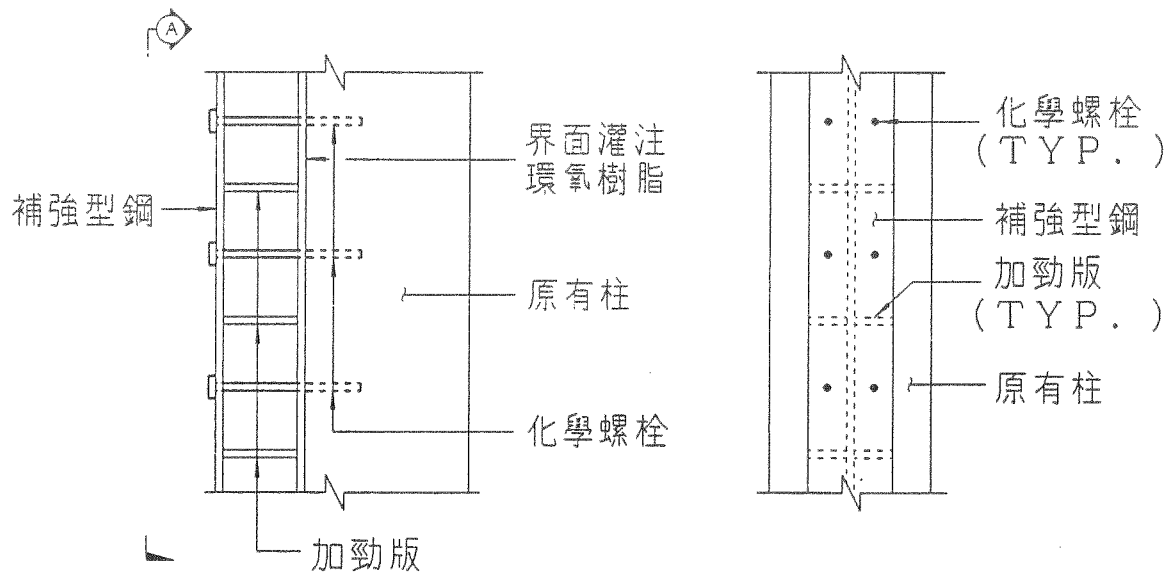 A
界面灌注
環氧樹脂
補強型鋼
原有柱
化學螺栓
加勁版
化學螺栓
(TYP.)
補強型鋼
加勁版
(TYP.)
原有柱